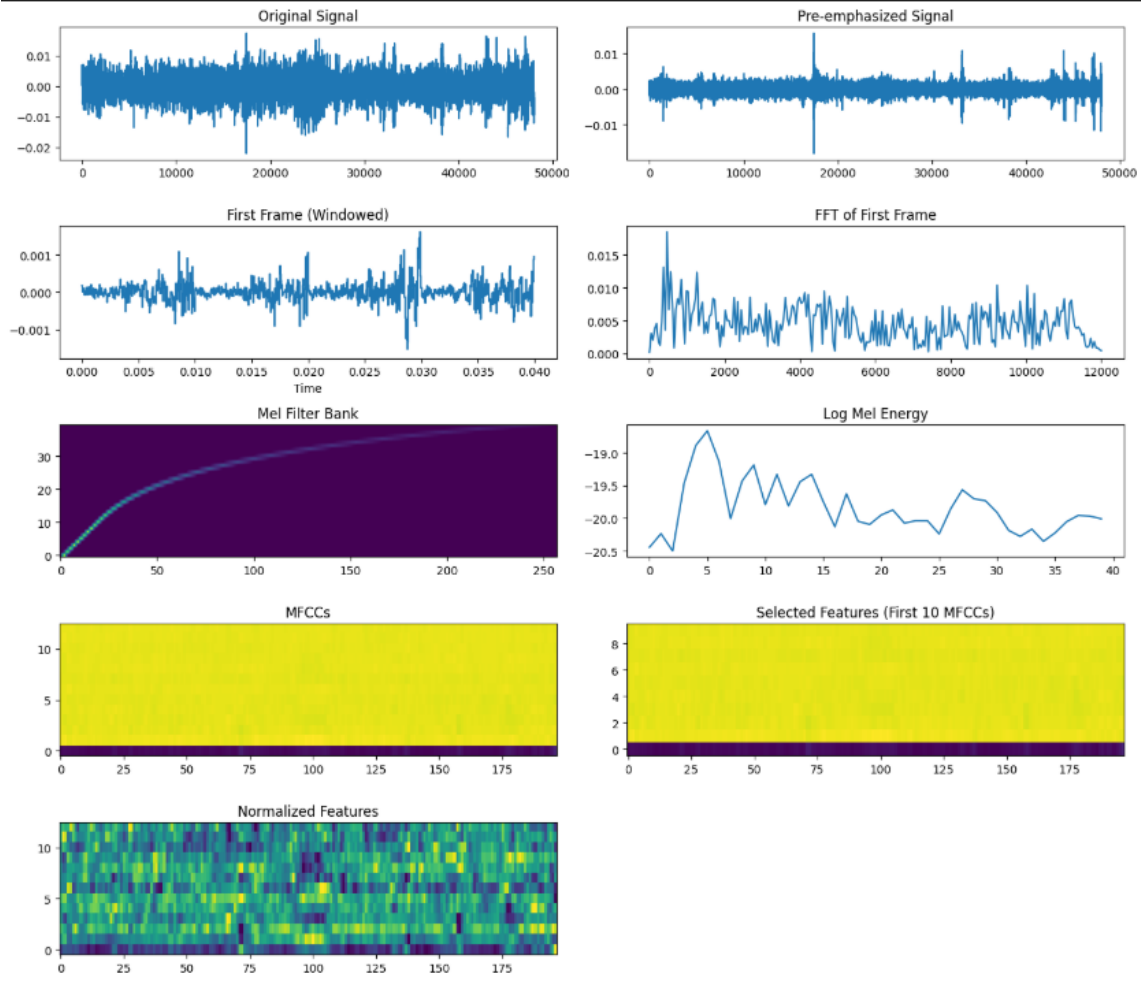 Original Signal
0.01
0.00
−0.01
−0.02
0 10000 20000 30000 40000 50000
Pre-emphasized Signal
0.01
0.00
−0.01
0 10000 20000 30000 40000 50000
First Frame (Windowed)
0.001
0.000
−0.001
0.000 0.005 0.010 0.015 0.020 0.025 0.030 0.035 0.040
Time
FFT of First Frame
0.015
0.010
0.005
0.000
0 2000 4000 6000 8000 10000 12000
Mel Filter Bank
30
20
10
0
0 50 100 150 200 250
Log Mel Energy
−19.0
−19.5
−20.0
−20.5
0 5 10 15 20 25 30 35 40
MFCCs
10
5
0
0 25 50 75 100 125 150 175
Selected Features (First 10 MFCCs)
8
6
4
2
0
0 25 50 75 100 125 150 175
Normalized Features
10
5
0
0 25 50 75 100 125 150 175